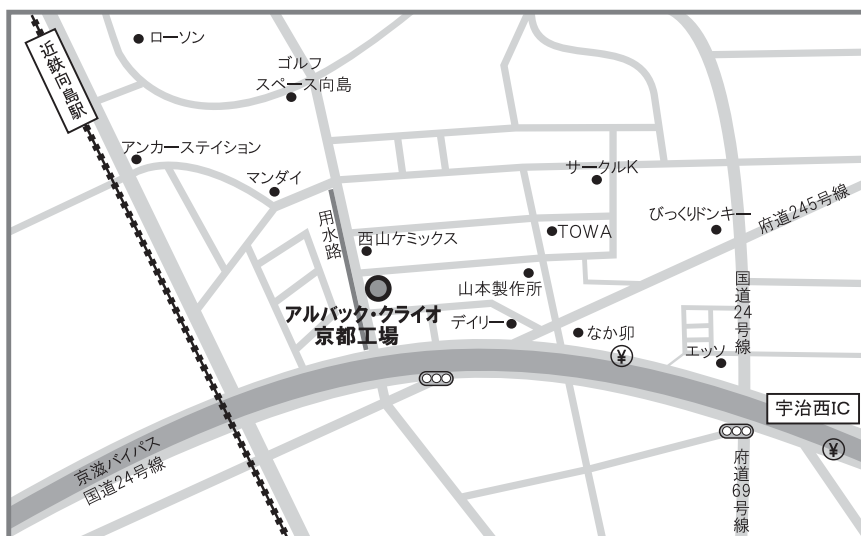 ローソン
近鉄向島駅
ゴルフ
スペース向島
アンカーステイション
マンダイ
サークルK
用水路
西山ケミックス
TOWA
びっくりドンキー
府道245号線
山本製作所
アルバック・クライオ
京都工場
デイリー
なか卯
¥
エッソ
国道24号線
宇治西IC
¥
京滋バイパス
国道24号線
府道69号線